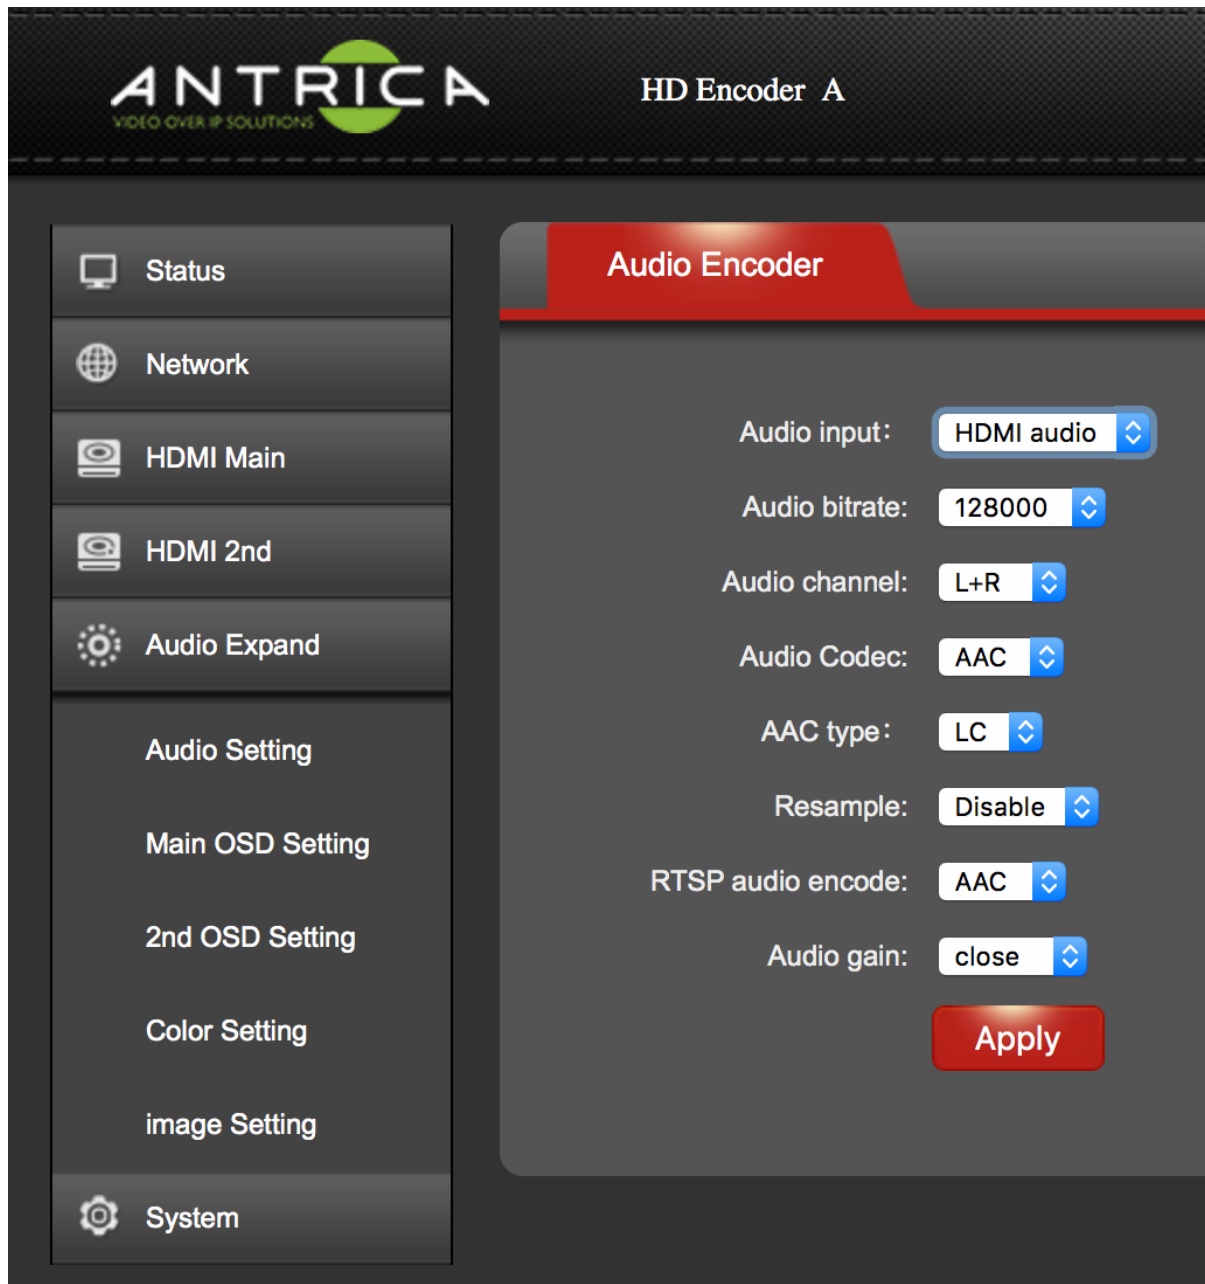 ANTRICA
VIDEO OVER IP SOLUTIONS
HD Encoder A
Status
Network
HDMI Main
HDMI 2nd
Audio Expand
Audio Setting
Main OSD Setting
2nd OSD Setting
Color Setting
image Setting
System
Audio Encoder
Audio input: HDMI audio
Audio bitrate: 128000
Audio channel: L+R
Audio Codec: AAC
AAC type: LC
Resample: Disable
RTSP audio encode: AAC
Audio gain: close
Apply